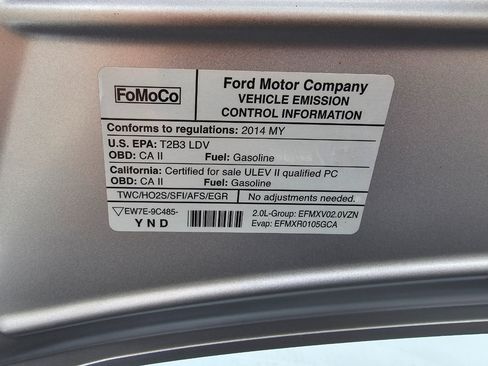 FoMoCo
Ford Motor Company
VEHICLE EMISSION
CONTROL INFORMATION
Conforms to regulations: 2014 MY
U.S. EPA: T2B3 LDV
OBD: CA II Fuel: Gasoline
California: Certified for sale ULEV II qualified PC
OBD: CA II Fuel: Gasoline
TWC/HO2S/SFI/AFS/EGR No adjustments needed.
EW7E-9C485-
YND
2.0L-Group: EFMXV02.0VZN
Evap: EFMXR0105GCA